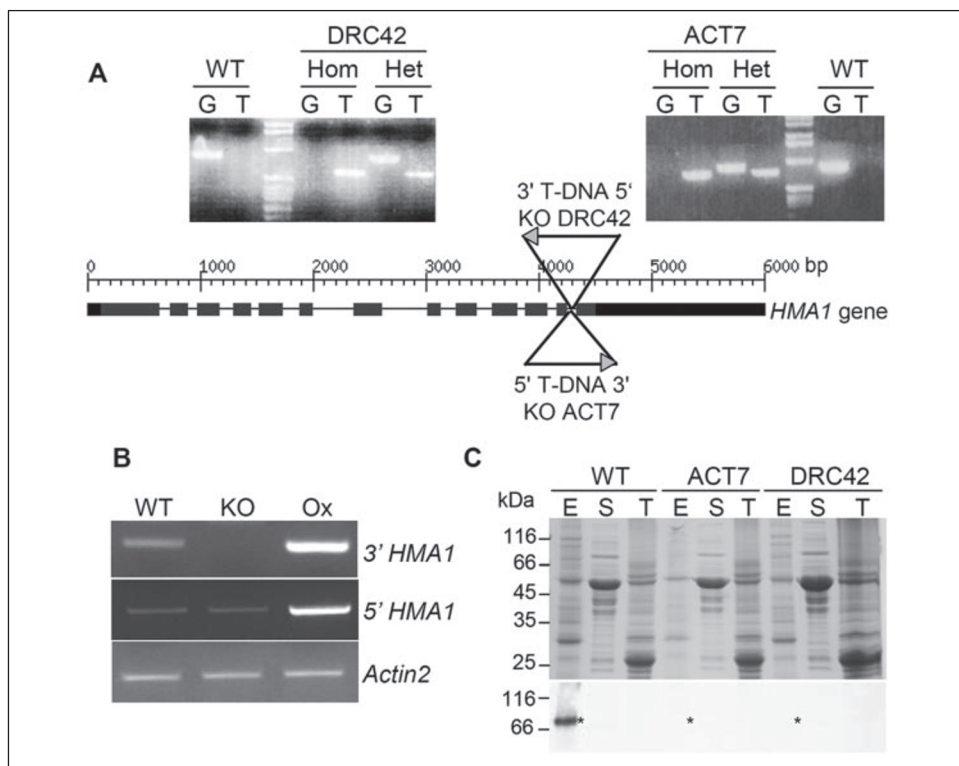 A
DRC42
WT Hom Het
G T G T G T
ACT7
Hom Het WT
G T G T G T
3' T-DNA 5‘
KO DRC42
0 1000 2000 3000 4000 5000 6000 bp
HMA1 gene
5' T-DNA 3'
KO ACT7
B
WT KO Ox
3' HMA1
5' HMA1
Actin2
C
WT ACT7 DRC42
kDa E S T E S T E S T
116
66
45
35
25
116
66
* * *